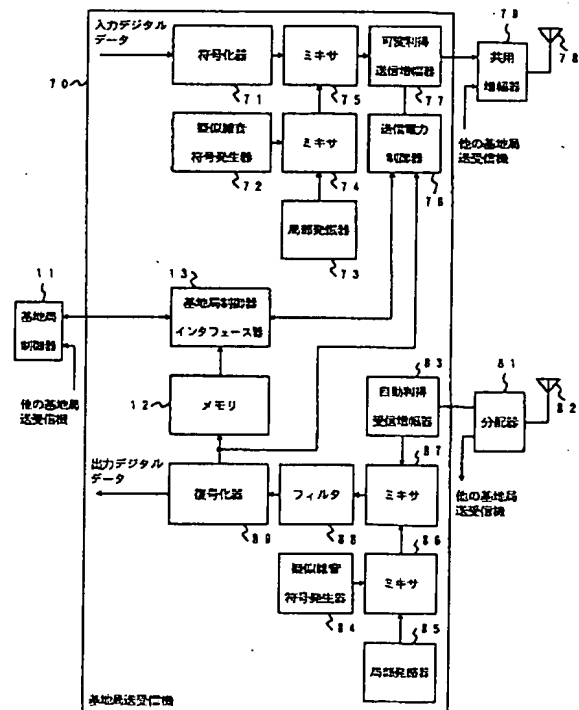 入力デジタル
データ
70
符号化器
71
ミキサ
75
可変利得
送信増幅器
77
79
共用
増幅器
78
他の基地局
送受信機
疑似雑音
符号発生器
72
ミキサ
74
送信電力
制御器
76
局部発振器
73
11
基地局
制御器
他の基地局
送受信機
13
基地局制御器
インタフェース器
12
メモリ
83
自動利得
受信増幅器
81
分配器
82
他の基地局
送受信機
出力デジタル
データ
復号化器
89
フィルタ
88
87
ミキサ
86
疑似雑音
符号発生器
84
ミキサ
85
局部発振器
基地局送受信機